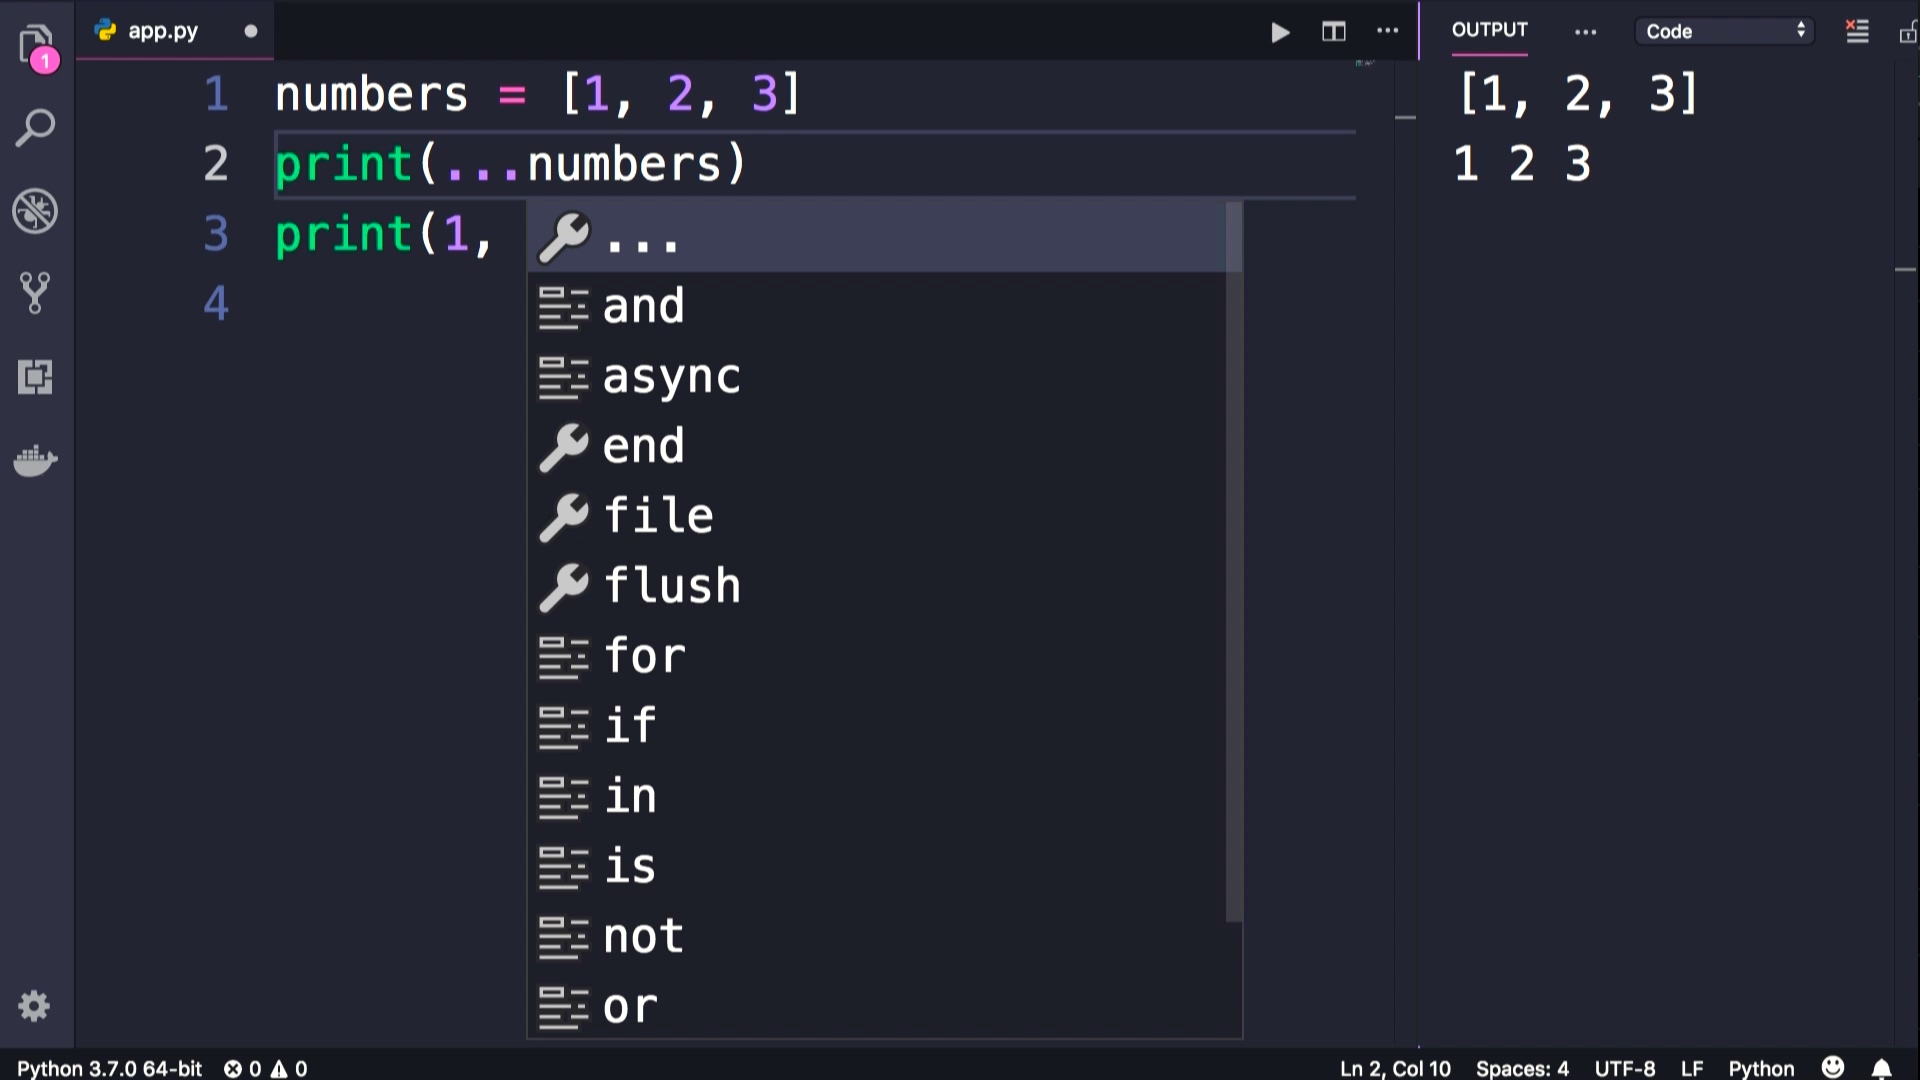 app.py
OUTPUT
Code
1
1 numbers = [1, 2, 3]
2 print(...numbers)
3 print(1,
4
...
and
async
end
file
flush
for
if
in
is
not
or
[1, 2, 3]
1 2 3
Python 3.7.0 64-bit 0 0
Ln 2, Col 10 Spaces: 4 UTF-8 LF Python